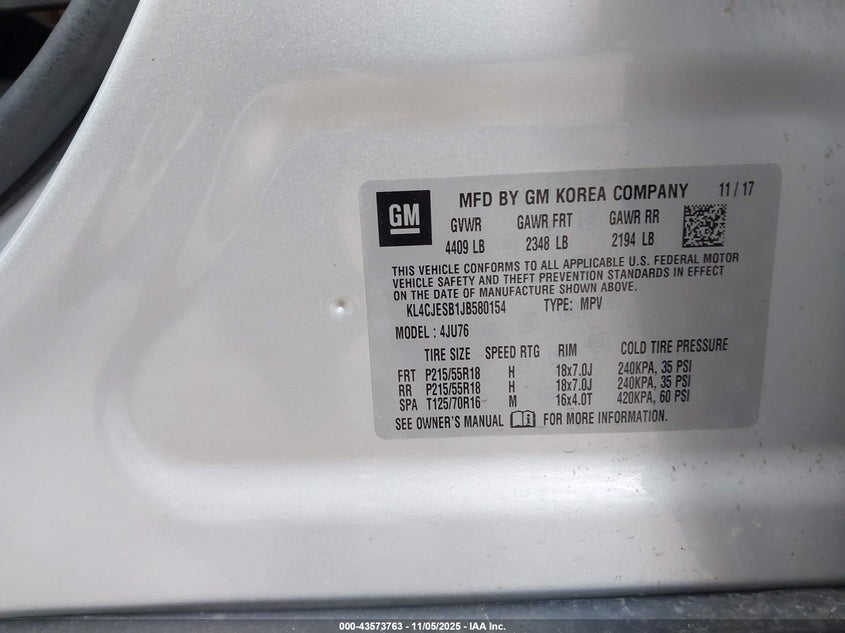 GM
MFD BY GM KOREA COMPANY 11 / 17
GVWR GAWR FRT GAWR RR
4409 LB 2348 LB 2194 LB
THIS VEHICLE CONFORMS TO ALL APPLICABLE U.S. FEDERAL MOTOR
VEHICLE SAFETY AND THEFT PREVENTION STANDARDS IN EFFECT
ON THE DATE OF MANUFACTURE SHOWN ABOVE.
KL4CJESB1JB580154 TYPE: MPV
MODEL : 4JU76
TIRE SIZE SPEED RTG RIM COLD TIRE PRESSURE
FRT P215/55R18 H 18x7.0J 240KPA, 35 PSI
RR P215/55R18 H 18x7.0J 240KPA, 35 PSI
SPA T125/70R16 M 16x4.0T 420KPA, 60 PSI
SEE OWNER'S MANUAL FOR MORE INFORMATION.
000-43573763 - 11/05/2025 - IAA Inc.